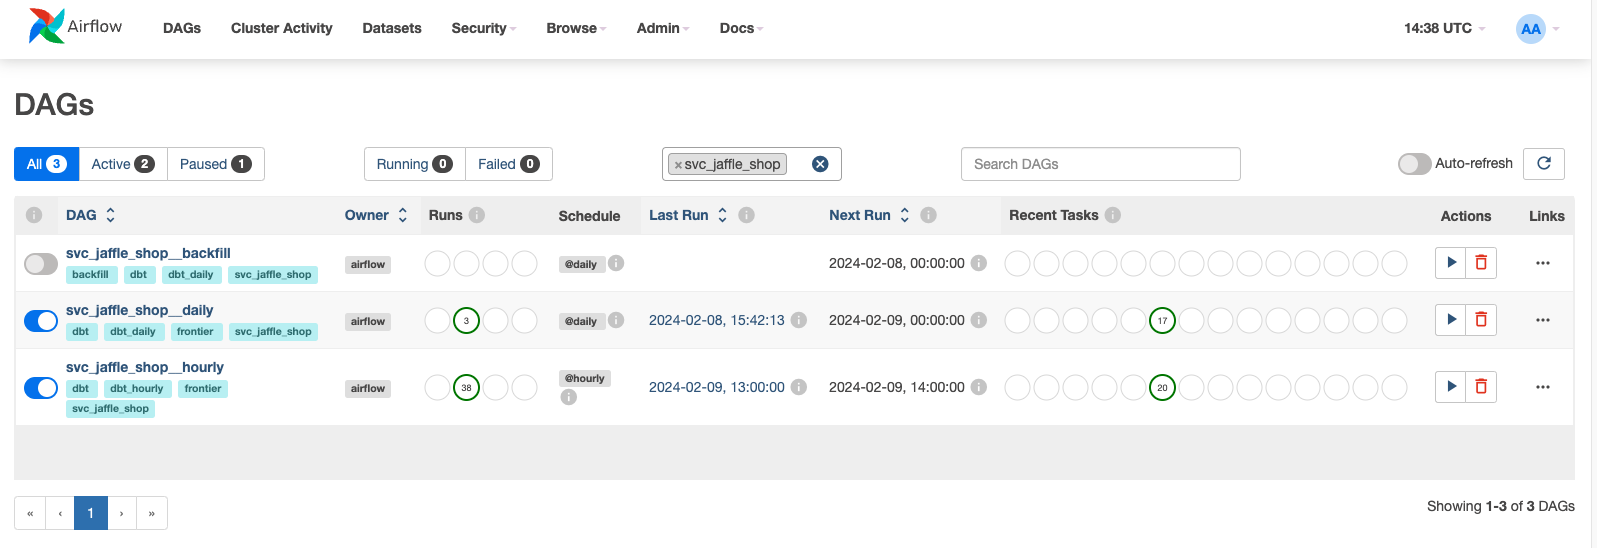 Airflow DAGs Cluster Activity Datasets Security Browse Admin Docs 14:38 UTC AA
DAGs
All 3 Active 2 Paused 1 Running 0 Failed 0 × svc_jaffle_shop Search DAGs Auto-refresh
DAG Owner Runs Schedule Last Run Next Run Recent Tasks Actions Links
svc_jaffle_shop__backfill
airflow @daily 2024-02-08, 00:00:00
backfill dbt dbt_daily svc_jaffle_shop
svc_jaffle_shop__daily
airflow 3 @daily 2024-02-08, 15:42:13 2024-02-09, 00:00:00 17
dbt dbt_daily frontier svc_jaffle_shop
svc_jaffle_shop__hourly
airflow 38 @hourly 2024-02-09, 13:00:00 2024-02-09, 14:00:00 20
dbt dbt_hourly frontier
svc_jaffle_shop
« ‹ 1 › »
Showing 1-3 of 3 DAGs